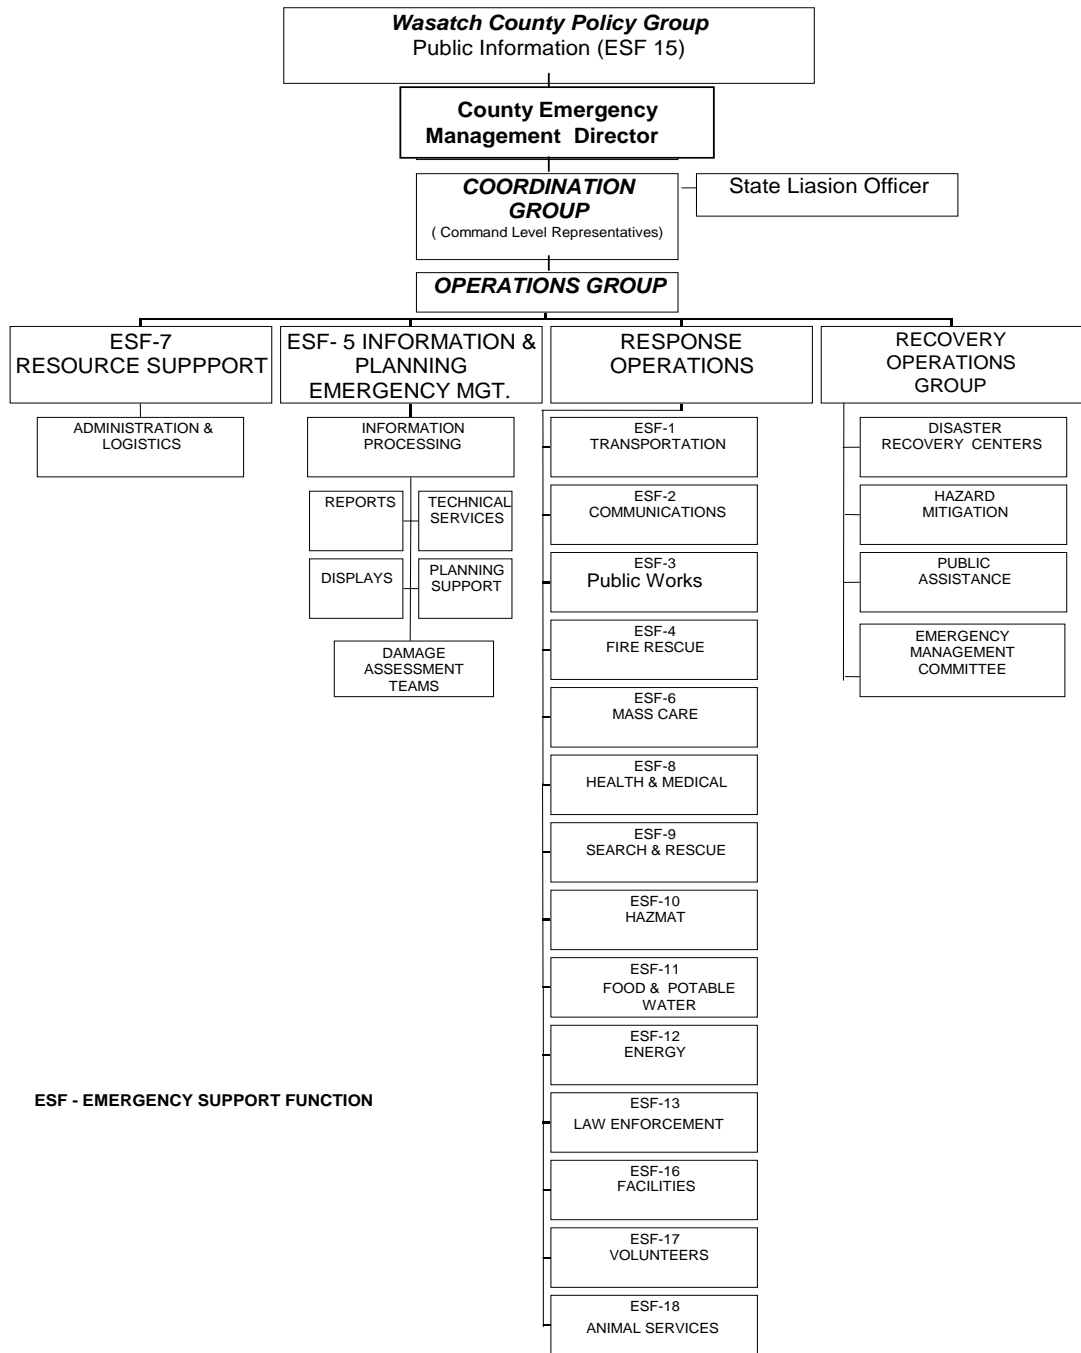 Wasatch County Policy Group
Public Information (ESF 15)
County Emergency
Management Director
COORDINATION
GROUP
( Command Level Representatives)
State Liasion Officer
OPERATIONS GROUP
ESF-7
RESOURCE SUPPPORT
ADMINISTRATION &
LOGISTICS
ESF- 5 INFORMATION &
PLANNING
EMERGENCY MGT.
INFORMATION
PROCESSING
REPORTS
TECHNICAL
SERVICES
DISPLAYS
PLANNING
SUPPORT
DAMAGE
ASSESSMENT
TEAMS
RESPONSE
OPERATIONS
ESF-1
TRANSPORTATION
ESF-2
COMMUNICATIONS
ESF-3
Public Works
ESF-4
FIRE RESCUE
ESF-6
MASS CARE
ESF-8
HEALTH & MEDICAL
ESF-9
SEARCH & RESCUE
ESF-10
HAZMAT
ESF-11
FOOD & POTABLE
WATER
ESF-12
ENERGY
ESF-13
LAW ENFORCEMENT
ESF-16
FACILITIES
ESF-17
VOLUNTEERS
ESF-18
ANIMAL SERVICES
RECOVERY
OPERATIONS
GROUP
DISASTER
RECOVERY CENTERS
HAZARD
MITIGATION
PUBLIC
ASSISTANCE
EMERGENCY
MANAGEMENT
COMMITTEE
ESF - EMERGENCY SUPPORT FUNCTION